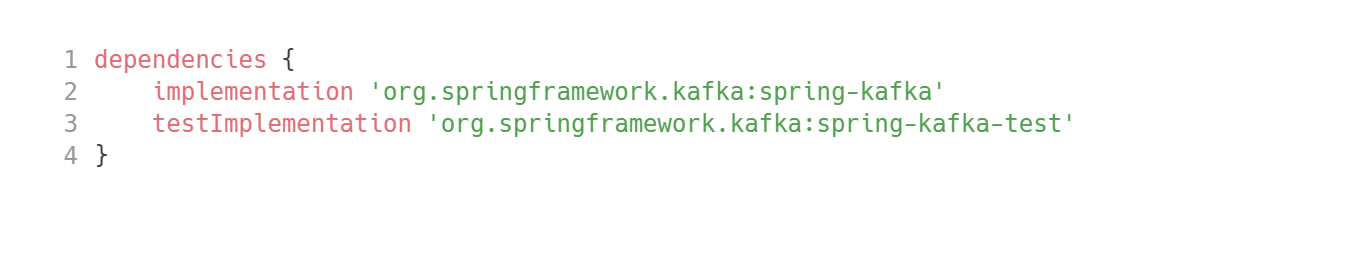 1 dependencies {
2     implementation 'org.springframework.kafka:spring-kafka'
3     testImplementation 'org.springframework.kafka:spring-kafka-test'
4 }